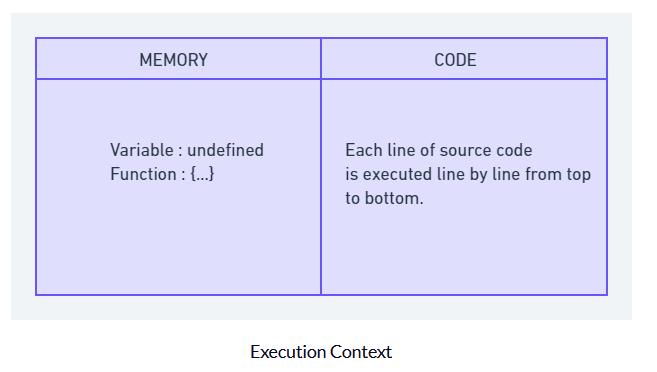 MEMORY
CODE
Variable : undefined
Function : {...}
Each line of source code
is executed line by line from top
to bottom.
Execution Context